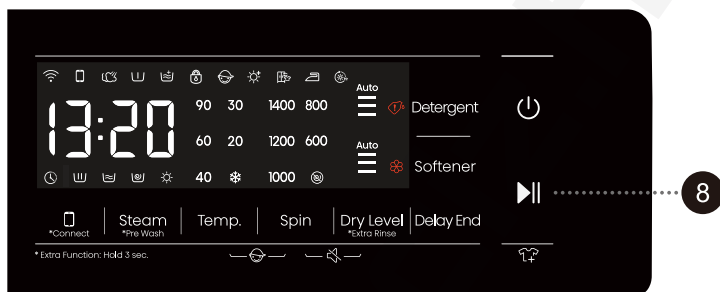 Auto
13:20
90 30 1400 800
Detergent
60 20 1200 600
Auto
Softener
40 1000
8
*Connect
Steam
*Pre Wash
Temp.
Spin
Dry Level
*Extra Rinse
Delay End
* Extra Function: Hold 3 sec.